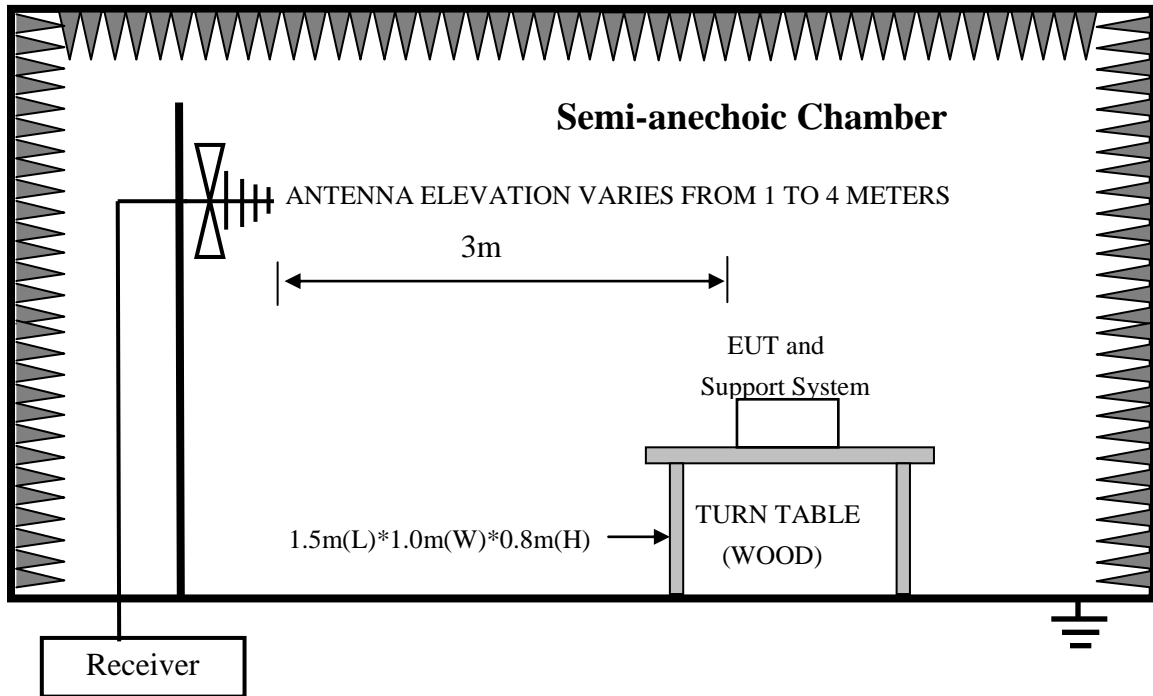 Semi-anechoic Chamber
ANTENNA ELEVATION VARIES FROM 1 TO 4 METERS
3m
EUT and
Support System
TURN TABLE
1.5m(L)*1.0m(W)*0.8m(H)
(WOOD)
Receiver